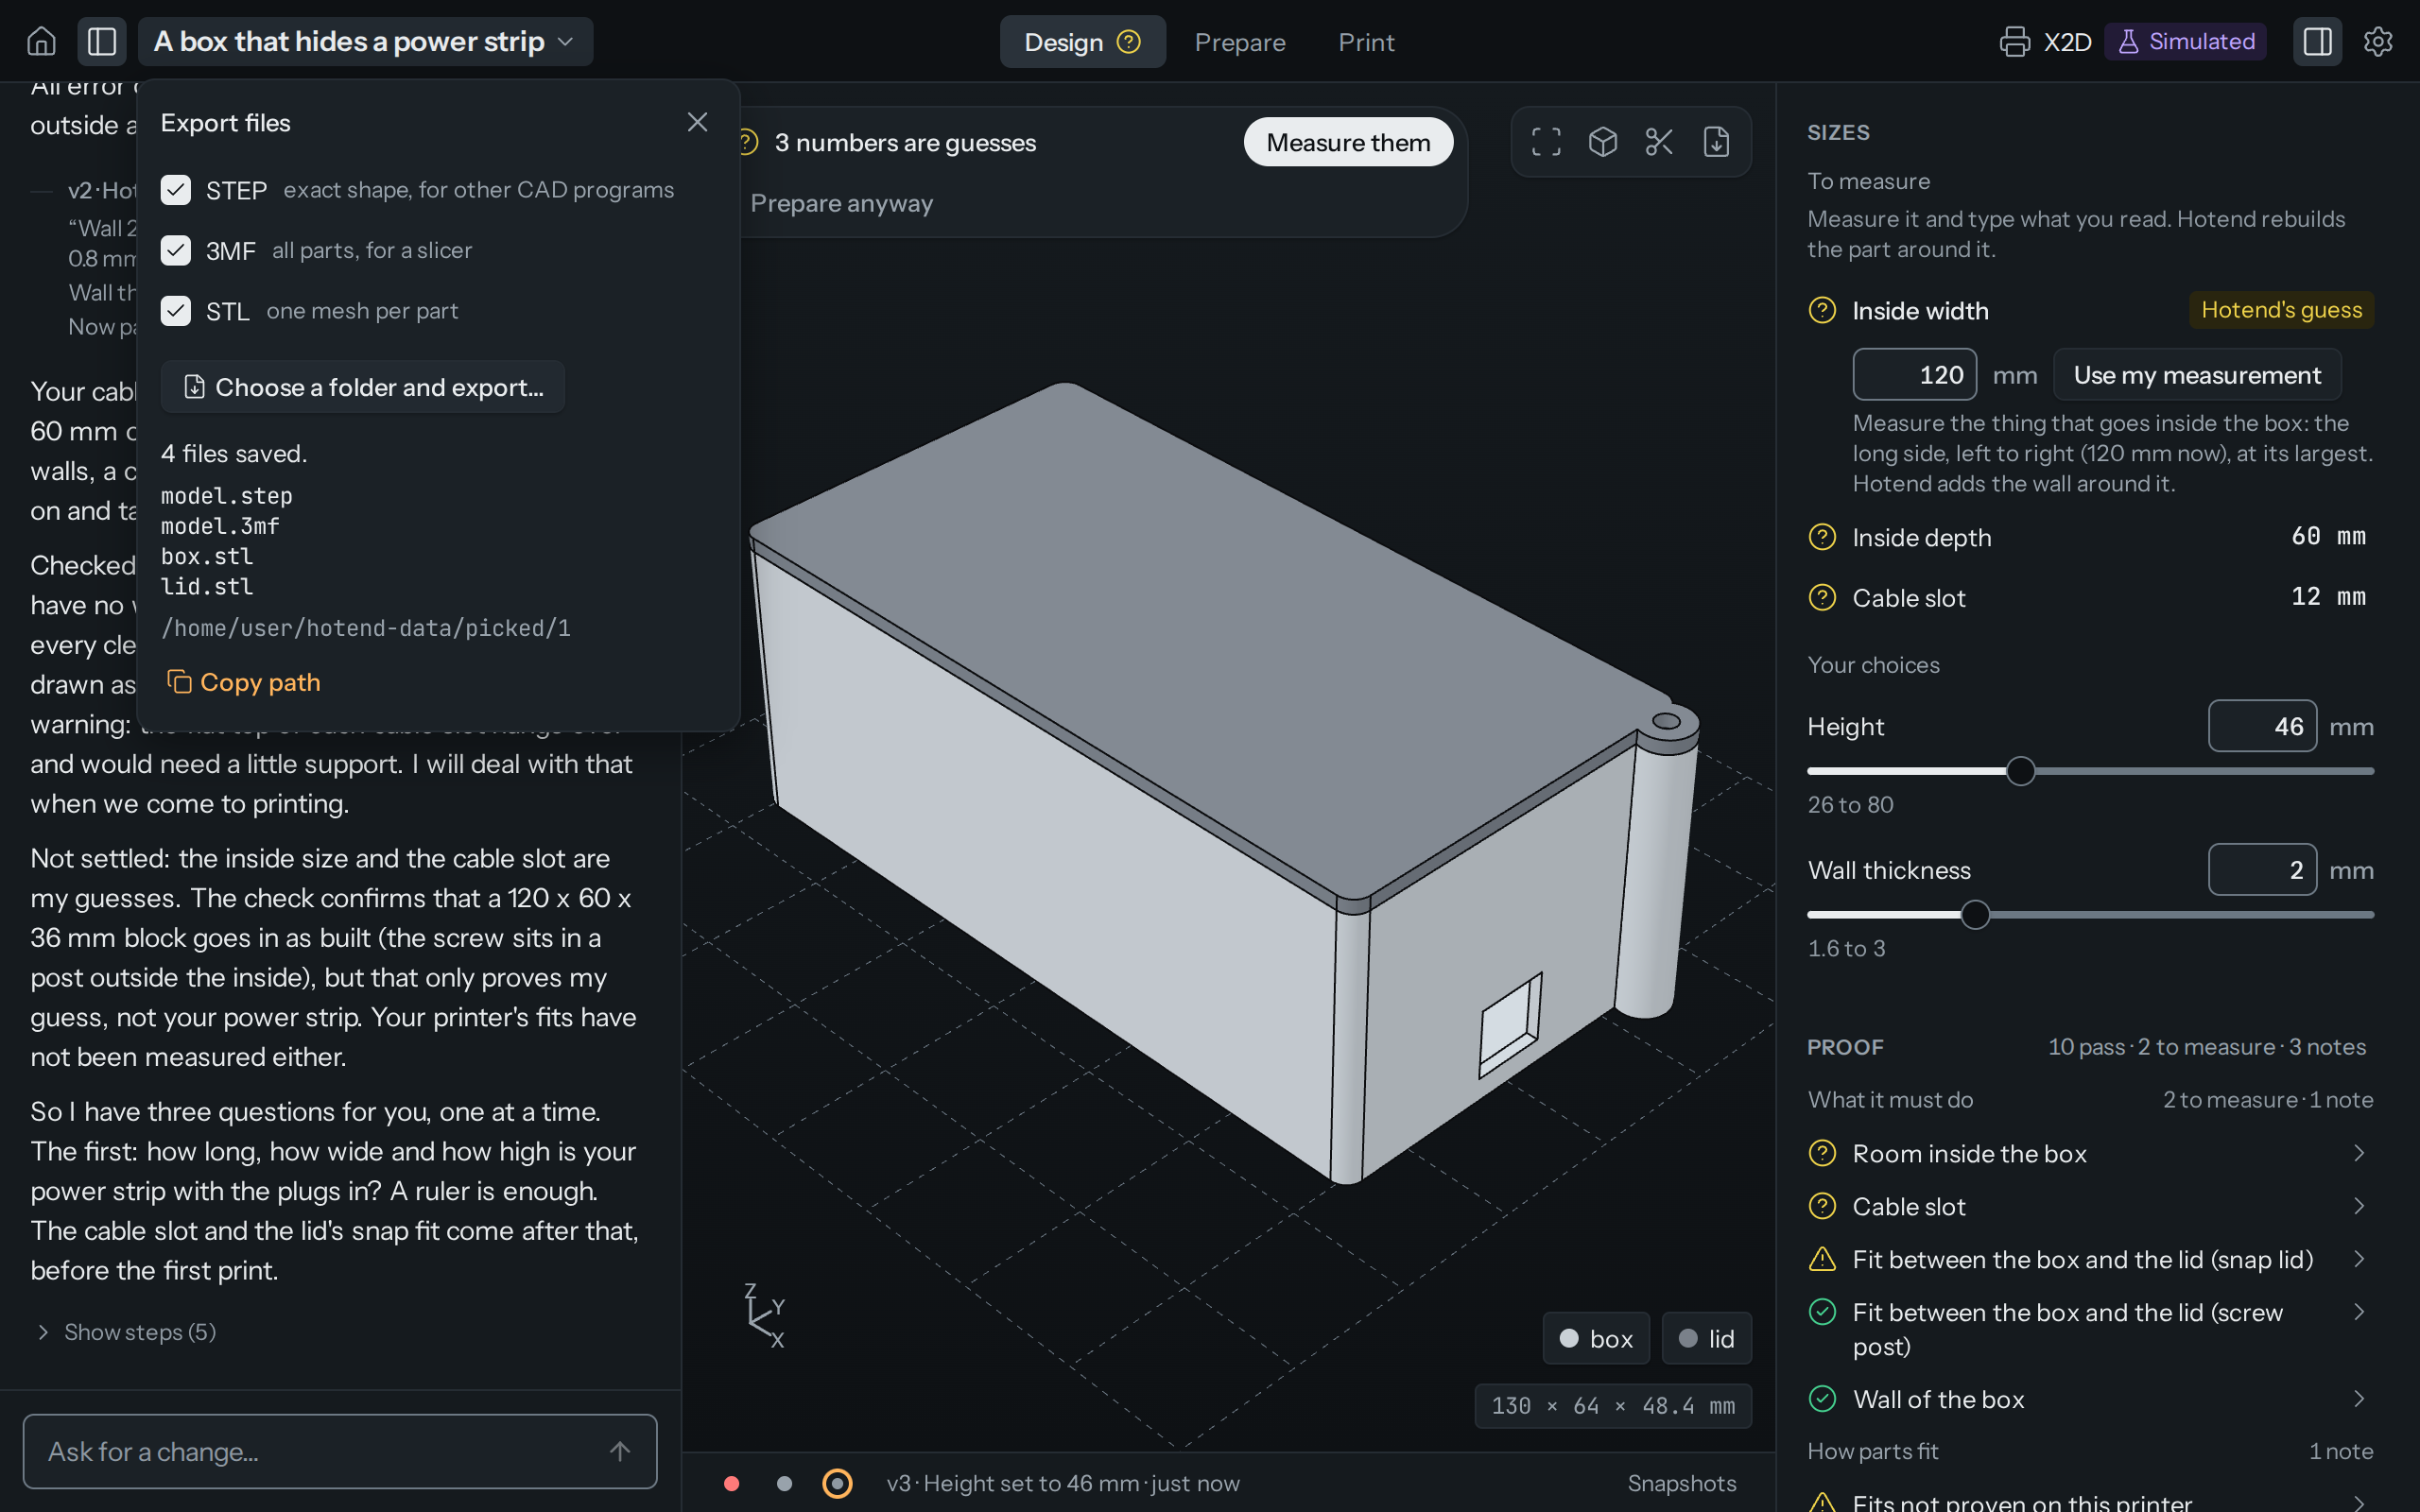 A box that hides a power strip
Design
Prepare
Print
X2D
Simulated
All error
outside a
v2 · Hot
“Wall 2
0.8 mm
Wall th
Now pa
Your cabl
60 mm
walls, a
on and ta
Checked
have no
every cle
drawn as
warning:
and would need a little support. I will deal with that
when we come to printing.
Not settled: the inside size and the cable slot are
my guesses. The check confirms that a 120 x 60 x
36 mm block goes in as built (the screw sits in a
post outside the inside), but that only proves my
guess, not your power strip. Your printer's fits have
not been measured either.
So I have three questions for you, one at a time.
The first: how long, how wide and how high is your
power strip with the plugs in? A ruler is enough.
The cable slot and the lid's snap fit come after that,
before the first print.
Show steps (5)
Ask for a change...
Export files
STEP exact shape, for other CAD programs
3MF all parts, for a slicer
STL one mesh per part
Choose a folder and export...
4 files saved.
model.step
model.3mf
box.stl
lid.stl
/home/user/hotend-data/picked/1
Copy path
3 numbers are guesses
Measure them
Prepare anyway
Z
Y
X
box
lid
130 × 64 × 48.4 mm
v3 · Height set to 46 mm · just now
Snapshots
SIZES
To measure
Measure it and type what you read. Hotend rebuilds
the part around it.
Inside width
Hotend's guess
120 mm
Use my measurement
Measure the thing that goes inside the box: the
long side, left to right (120 mm now), at its largest.
Hotend adds the wall around it.
Inside depth 60 mm
Cable slot 12 mm
Your choices
Height 46 mm
26 to 80
Wall thickness 2 mm
1.6 to 3
PROOF 10 pass · 2 to measure · 3 notes
What it must do 2 to measure · 1 note
Room inside the box
Cable slot
Fit between the box and the lid (snap lid)
Fit between the box and the lid (screw
post)
Wall of the box
How parts fit 1 note
Fits not proven on this printer